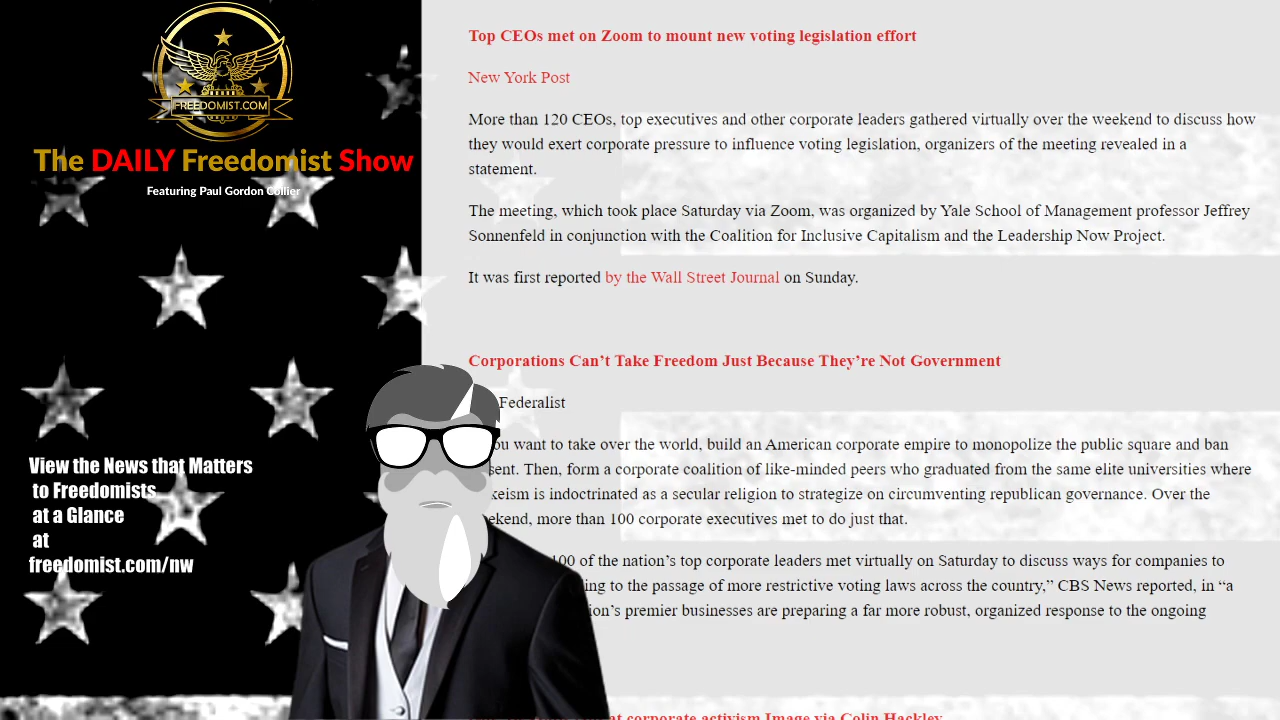 FREEDOMIST.COM
The DAILY Freedomist Show
Featuring Paul Gordon Collier
View the News that Matters
to Freedomists
at a Glance
at
freedomist.com/nw
Top CEOs met on Zoom to mount new voting legislation effort
New York Post
More than 120 CEOs, top executives and other corporate leaders gathered virtually over the weekend to discuss how
they would exert corporate pressure to influence voting legislation, organizers of the meeting revealed in a
statement.
The meeting, which took place Saturday via Zoom, was organized by Yale School of Management professor Jeffrey
Sonnenfeld in conjunction with the Coalition for Inclusive Capitalism and the Leadership Now Project.
It was first reported by the Wall Street Journal on Sunday.
Corporations Can’t Take Freedom Just Because They’re Not Government
Federalist
you want to take over the world, build an American corporate empire to monopolize the public square and ban
Then, form a corporate coalition of like-minded peers who graduated from the same elite universities where
is indoctrinated as a secular religion to strategize on circumventing republican governance. Over the
more than 100 corporate executives met to do just that.
100 of the nation’s top corporate leaders met virtually on Saturday to discuss ways for companies to
to the passage of more restrictive voting laws across the country,” CBS News reported, in “a
premier businesses are preparing a far more robust, organized response to the ongoing
at corporate activism Image via Colin Hackley